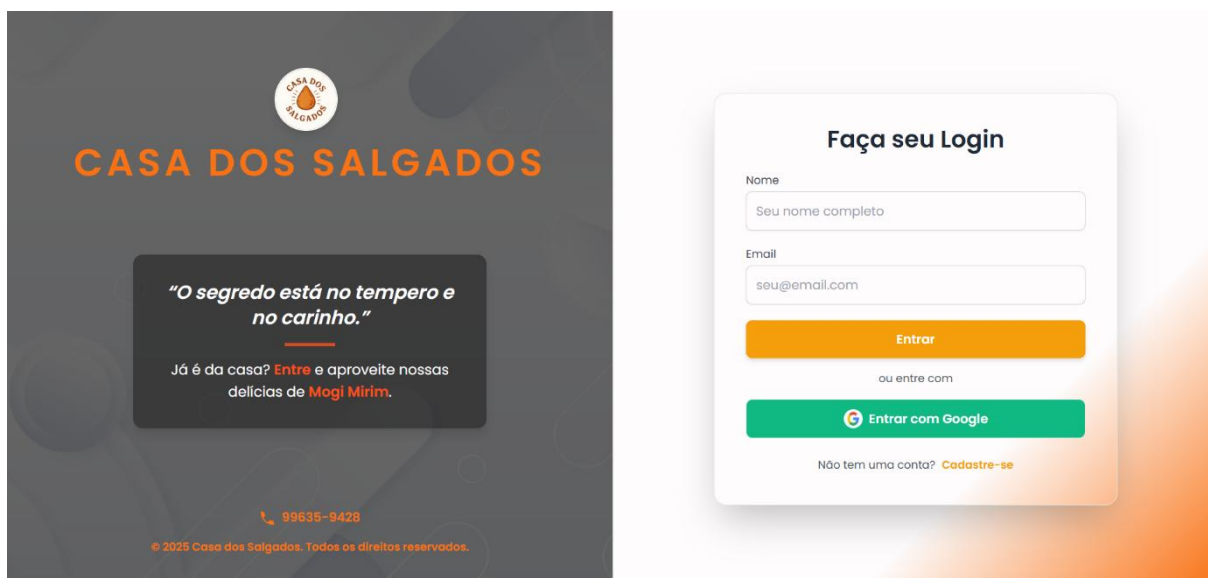 CASA DOS
SALGADOS
CASA DOS SALGADOS
“O segredo está no tempero e
no carinho.”
Já é da casa? Entre e aproveite nossas
delícias de Mogi Mirim.
99635-9428
© 2025 Casa dos Salgados. Todos os direitos reservados.
Faça seu Login
Nome
Seu nome completo
Email
seu@email.com
Entrar
ou entre com
Entrar com Google
Não tem uma conta? Cadastre-se